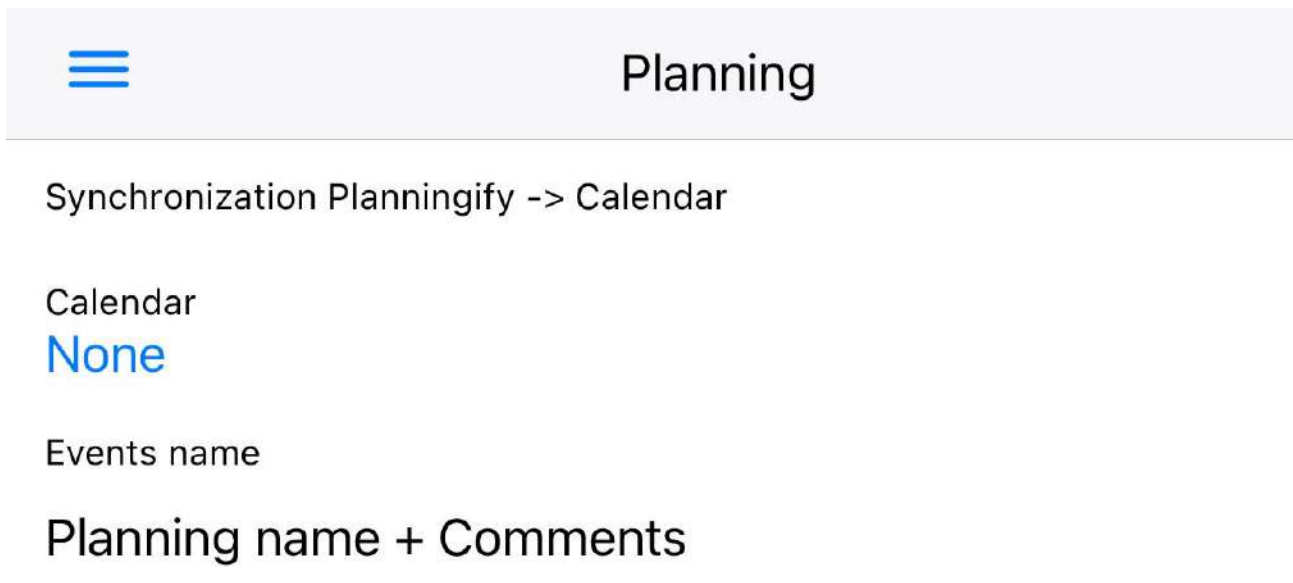 Planning
Synchronization Planningify -> Calendar
Calendar
None
Events name
Planning name + Comments